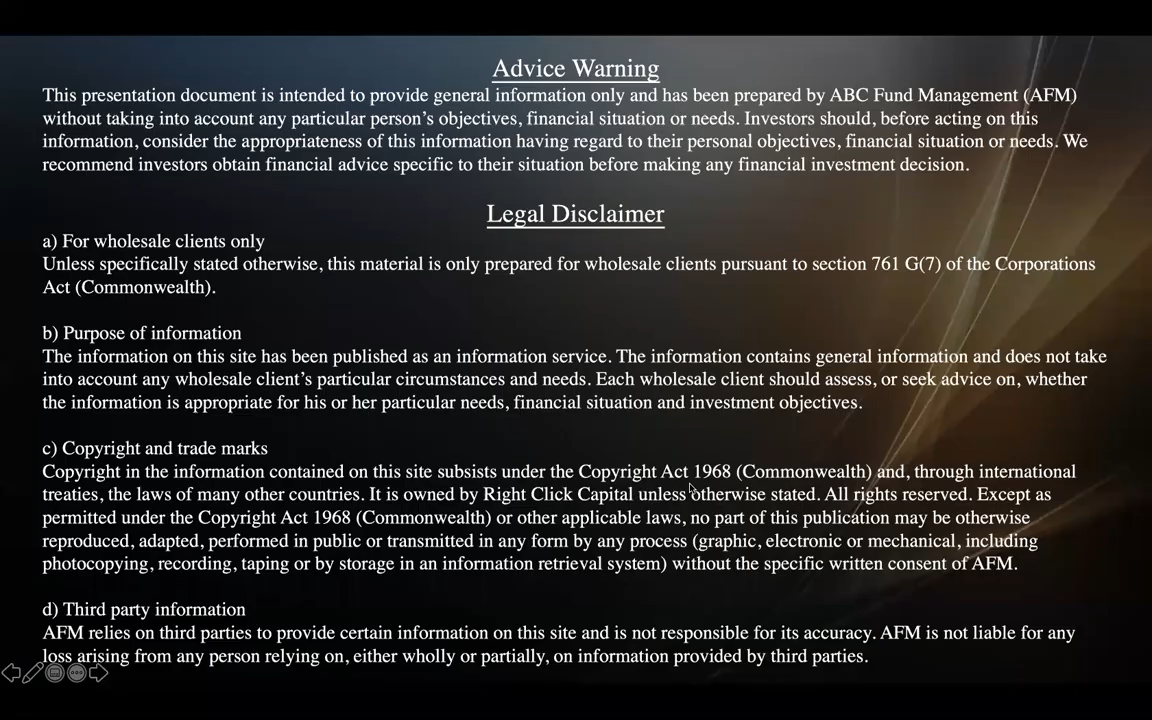 Advice Warning
This presentation document is intended to provide general information only and has been prepared by ABC Fund Management (AFM)
without taking into account any particular person’s objectives, financial situation or needs. Investors should, before acting on this
information, consider the appropriateness of this information having regard to their personal objectives, financial situation or needs. We
recommend investors obtain financial advice specific to their situation before making any financial investment decision.
Legal Disclaimer
a) For wholesale clients only
Unless specifically stated otherwise, this material is only prepared for wholesale clients pursuant to section 761 G(7) of the Corporations
Act (Commonwealth).
b) Purpose of information
The information on this site has been published as an information service. The information contains general information and does not take
into account any wholesale client’s particular circumstances and needs. Each wholesale client should assess, or seek advice on, whether
the information is appropriate for his or her particular needs, financial situation and investment objectives.
c) Copyright and trade marks
Copyright in the information contained on this site subsists under the Copyright Act 1968 (Commonwealth) and, through international
treaties, the laws of many other countries. It is owned by Right Click Capital unless otherwise stated. All rights reserved. Except as
permitted under the Copyright Act 1968 (Commonwealth) or other applicable laws, no part of this publication may be otherwise
reproduced, adapted, performed in public or transmitted in any form by any process (graphic, electronic or mechanical, including
photocopying, recording, taping or by storage in an information retrieval system) without the specific written consent of AFM.
d) Third party information
AFM relies on third parties to provide certain information on this site and is not responsible for its accuracy. AFM is not liable for any
loss arising from any person relying on, either wholly or partially, on information provided by third parties.